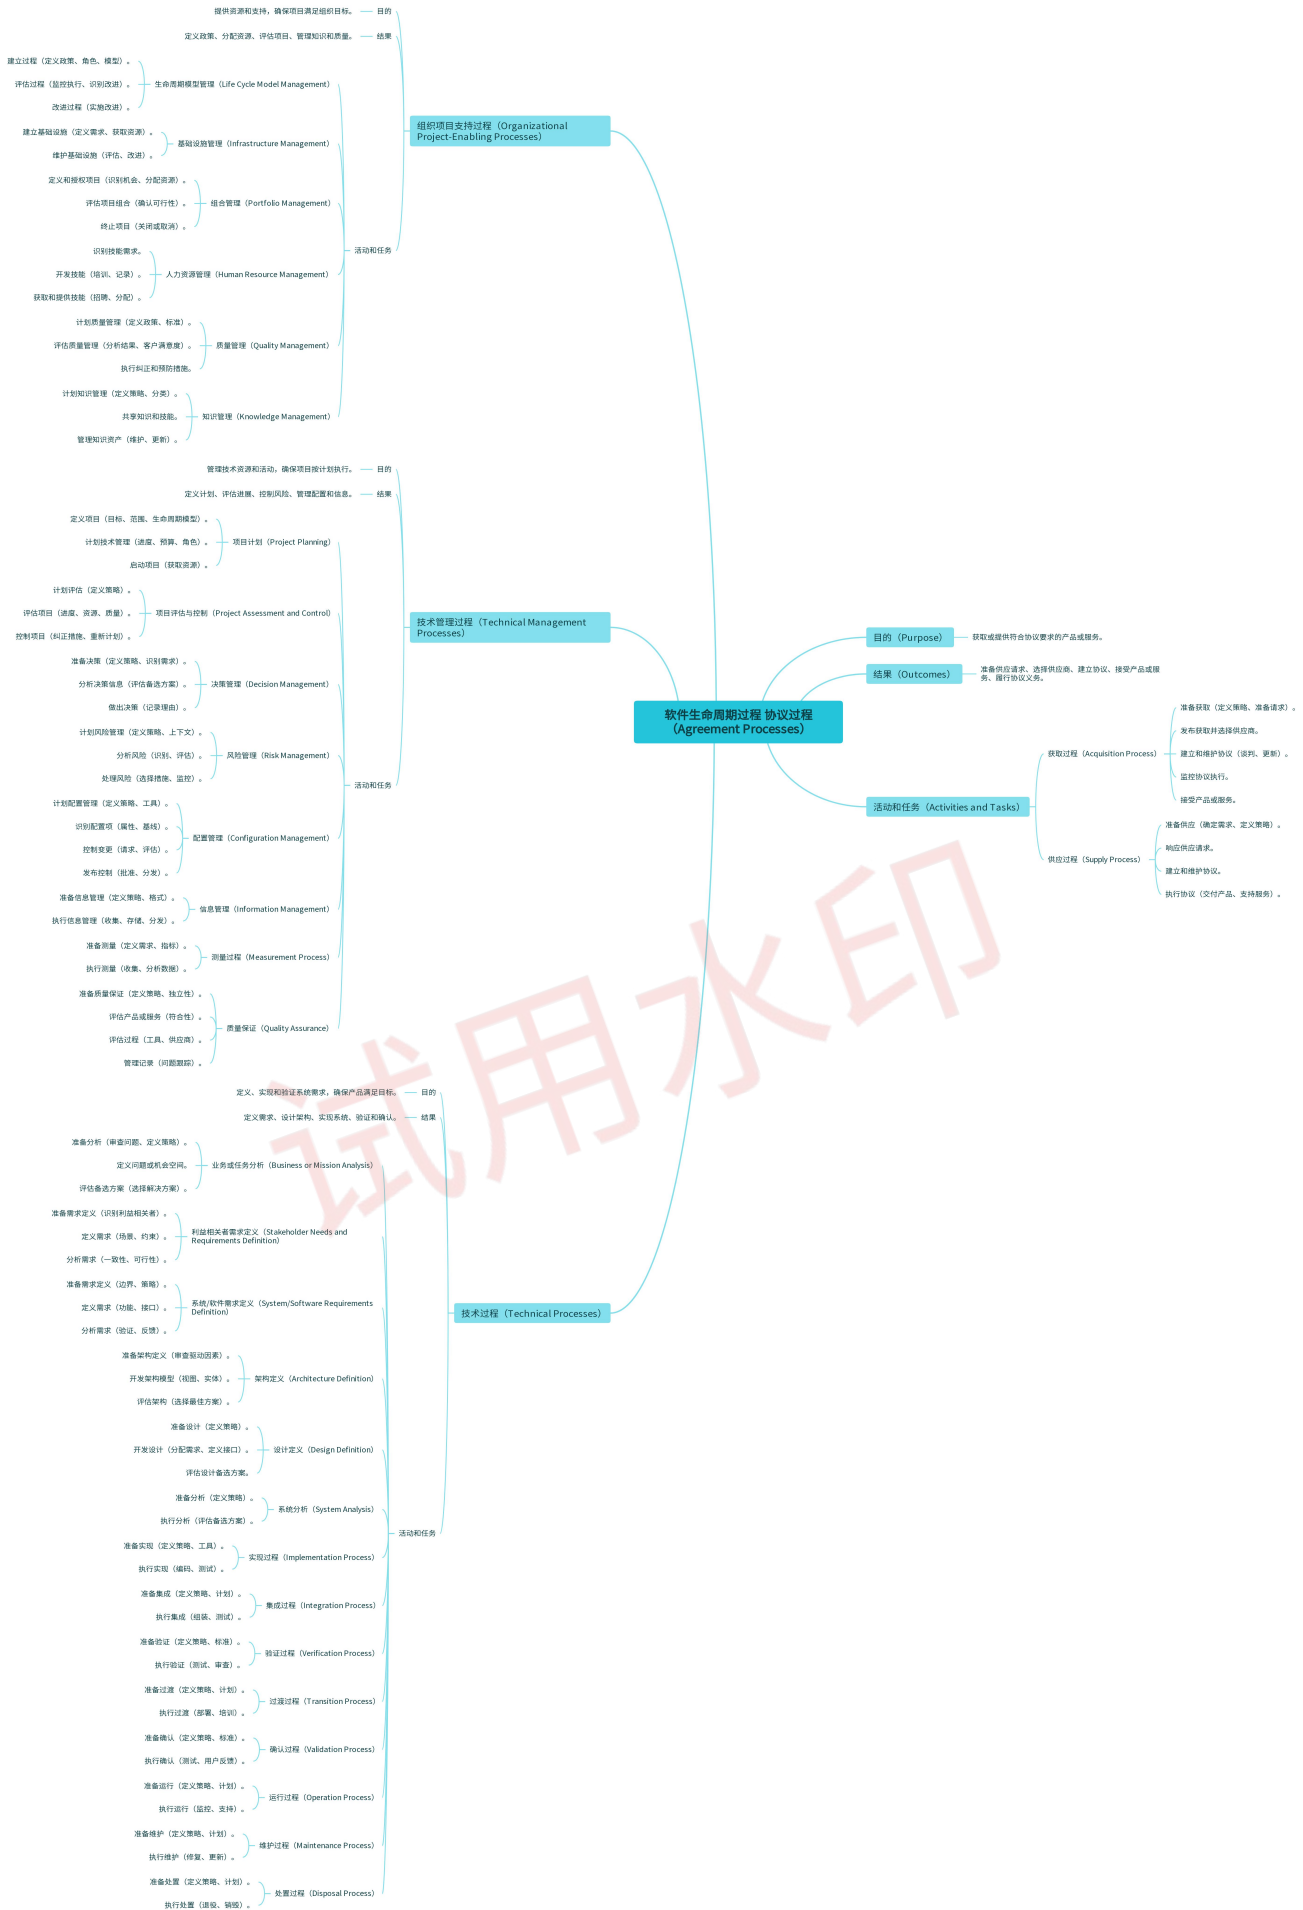 软件生命周期过程 协议过程
（Agreement Processes）
目的（Purpose）
获取或提供符合协议要求的产品或服务。
结果（Outcomes）
准备供应请求、选择供应商、建立协议、接受产品或服
务、履行协议义务。
活动和任务（Activities and Tasks）
获取过程（Acquisition Process）
准备获取（定义策略、准备请求）。
发布获取并选择供应商。
建立和维护协议（谈判、更新）。
监控协议执行。
接受产品或服务。
供应过程（Supply Process）
准备供应（确定需求、定义策略）。
响应供应请求。
建立和维护协议。
执行协议（交付产品、支持服务）。
组织项目支持过程（Organizational
Project-Enabling Processes）
目的
提供资源和支持，确保项目满足组织目标。
结果
定义政策、分配资源、评估项目、管理知识和质量。
活动和任务
生命周期模型管理（Life Cycle Model Management）
建立过程（定义政策、角色、模型）。
评估过程（监控执行、识别改进）。
改进过程（实施改进）。
基础设施管理（Infrastructure Management）
建立基础设施（定义需求、获取资源）。
维护基础设施（评估、改进）。
组合管理（Portfolio Management）
定义和授权项目（识别机会、分配资源）。
评估项目组合（确认可行性）。
终止项目（关闭或取消）。
人力资源管理（Human Resource Management）
识别技能需求。
开发技能（培训、记录）。
获取和提供技能（招聘、分配）。
质量管理（Quality Management）
计划质量管理（定义政策、标准）。
评估质量管理（分析结果、客户满意度）。
执行纠正和预防措施。
知识管理（Knowledge Management）
计划知识管理（定义策略、分类）。
共享知识和技能。
管理知识资产（维护、更新）。
技术管理过程（Technical Management
Processes）
目的
管理技术资源和活动，确保项目按计划执行。
结果
定义计划、评估进展、控制风险、管理配置和信息。
活动和任务
项目计划（Project Planning）
定义项目（目标、范围、生命周期模型）。
计划技术管理（进度、预算、角色）。
启动项目（获取资源）。
项目评估与控制（Project Assessment and Control）
计划评估（定义策略）。
评估项目（进度、资源、质量）。
控制项目（纠正措施、重新计划）。
决策管理（Decision Management）
准备决策（定义策略、识别需求）。
分析决策信息（评估备选方案）。
做出决策（记录理由）。
风险管理（Risk Management）
计划风险管理（定义策略、上下文）。
分析风险（识别、评估）。
处理风险（选择措施、监控）。
配置管理（Configuration Management）
计划配置管理（定义策略、工具）。
识别配置项（属性、基线）。
控制变更（请求、评估）。
发布控制（批准、分发）。
信息管理（Information Management）
准备信息管理（定义策略、格式）。
执行信息管理（收集、存储、分发）。
测量过程（Measurement Process）
准备测量（定义需求、指标）。
执行测量（收集、分析数据）。
质量保证（Quality Assurance）
准备质量保证（定义策略、独立性）。
评估产品或服务（符合性）。
评估过程（工具、供应商）。
管理记录（问题跟踪）。
技术过程（Technical Processes）
目的
定义、实现和验证系统需求，确保产品满足目标。
结果
定义需求、设计架构、实现系统、验证和确认。
活动和任务
业务或任务分析（Business or Mission Analysis）
准备分析（审查问题、定义策略）。
定义问题或机会空间。
评估备选方案（选择解决方案）。
利益相关者需求定义（Stakeholder Needs and
Requirements Definition）
准备需求定义（识别利益相关者）。
定义需求（场景、约束）。
分析需求（一致性、可行性）。
系统/软件需求定义（System/Software Requirements
Definition）
准备需求定义（边界、策略）。
定义需求（功能、接口）。
分析需求（验证、反馈）。
架构定义（Architecture Definition）
准备架构定义（审查驱动因素）。
开发架构模型（视图、实体）。
评估架构（选择最佳方案）。
设计定义（Design Definition）
准备设计（定义策略）。
开发设计（分配需求、定义接口）。
评估设计备选方案。
系统分析（System Analysis）
准备分析（定义策略）。
执行分析（评估备选方案）。
实现过程（Implementation Process）
准备实现（定义策略、工具）。
执行实现（编码、测试）。
集成过程（Integration Process）
准备集成（定义策略、计划）。
执行集成（组装、测试）。
验证过程（Verification Process）
准备验证（定义策略、标准）。
执行验证（测试、审查）。
过渡过程（Transition Process）
准备过渡（定义策略、计划）。
执行过渡（部署、培训）。
确认过程（Validation Process）
准备确认（定义策略、标准）。
执行确认（测试、用户反馈）。
运行过程（Operation Process）
准备运行（定义策略、计划）。
执行运行（监控、支持）。
维护过程（Maintenance Process）
准备维护（定义策略、计划）。
执行维护（修复、更新）。
处置过程（Disposal Process）
准备处置（定义策略、计划）。
执行处置（退役、销毁）。
试用水印